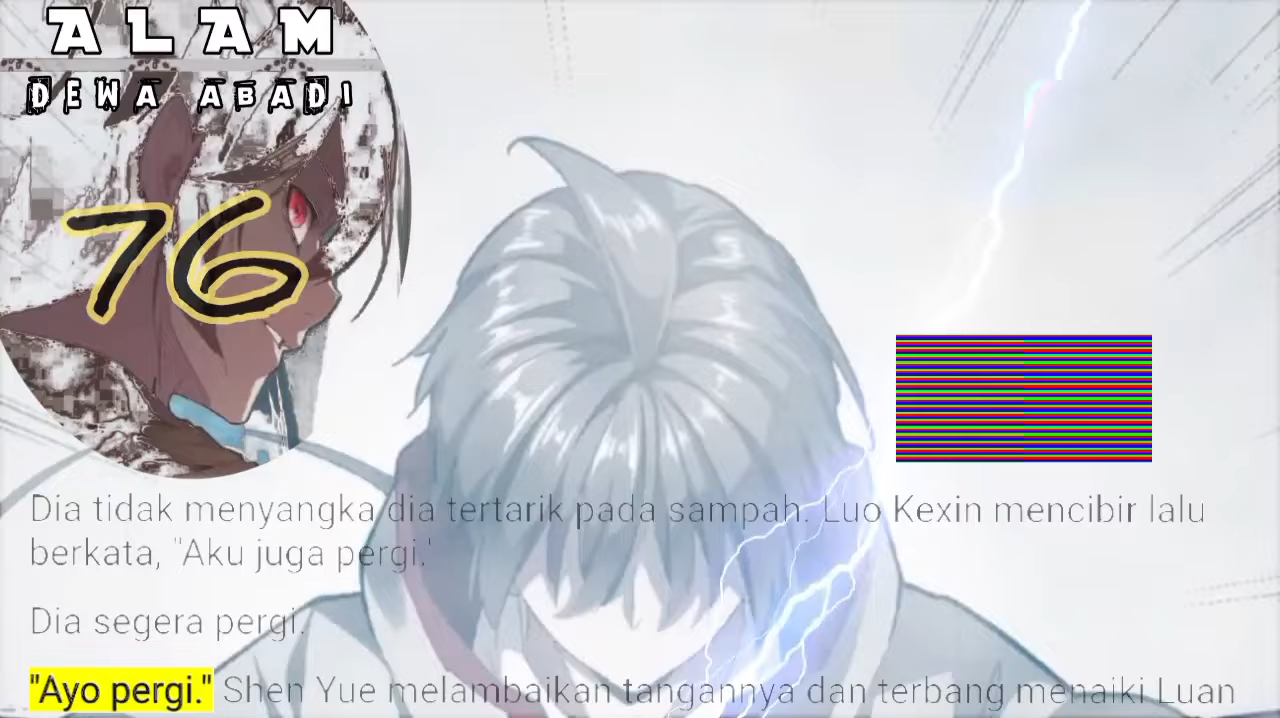 ALAM
DEWA ABADI
76
Dia tidak menyangka dia tertarik pada sampah. Luo Kexin mencibir lalu
berkata, "Aku juga pergi."
Dia segera pergi.
"Ayo pergi." Shen Yue melambaikan tangannya dan terbang menaiki Luan